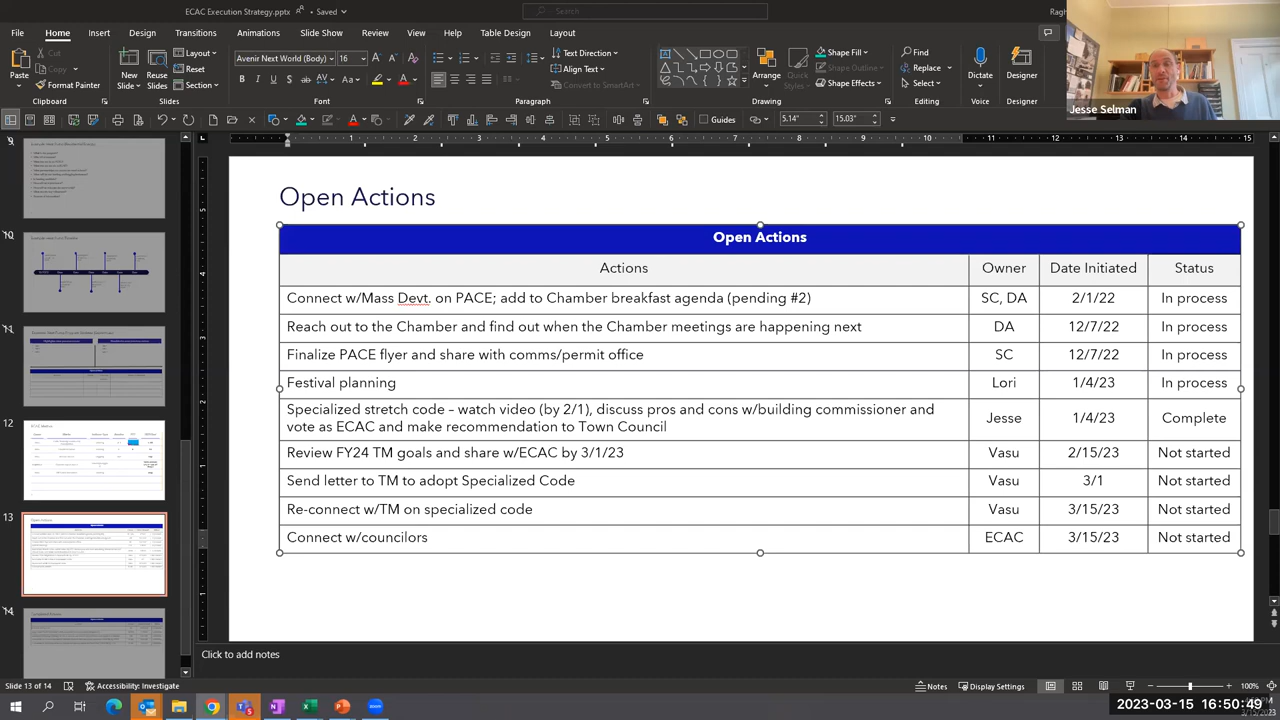 ECAC Execution Strategy.pptx • Saved
Search
File Home Insert Design Transitions Animations Slide Show Review View Help Table Design Layout
Cut
Copy
Format Painter
Paste
Clipboard
New Slide
Reuse Slides
Layout
Reset
Section
Slides
Avenir Next World (Body) 16
Font
Text Direction
Align Text
Convert to SmartArt
Paragraph
Arrange
Quick Styles
Shape Fill
Shape Outline
Shape Effects
Drawing
Find
Replace
Select
Editing
Dictate
Voice
Designer
Designer
Jesse Selman
Guides 5.14" 15.03"
Open Actions
Open Actions
Actions Owner Date Initiated Status
Connect w/Mass Devt. on PACE; add to Chamber breakfast agenda (pending #2) SC, DA 2/1/22 In process
Reach out to the Chamber and find out when the Chamber meetings are happening next DA 12/7/22 In process
Finalize PACE flyer and share with comms/permit office SC 12/7/22 In process
Festival planning Lori 1/4/23 In process
Specialized stretch code – watch video (by 2/1), discuss pros and cons w/building commissioner and
vote as ECAC and make recommendation to Town Council Jesse 1/4/23 Complete
Review FY24 TM goals and share w/ECAC by 3/1/23 Vasu 2/15/23 Not started
Send letter to TM to adopt Specialized Code Vasu 3/1 Not started
Re-connect w/TM on specialized code Vasu 3/15/23 Not started
Connect w/councilors ECAC 3/15/23 Not started
9
10
11
12
13
14
Click to add notes
Slide 13 of 14 Accessibility: Investigate Notes Display Settings 100%
2023-03-15 16:50:49